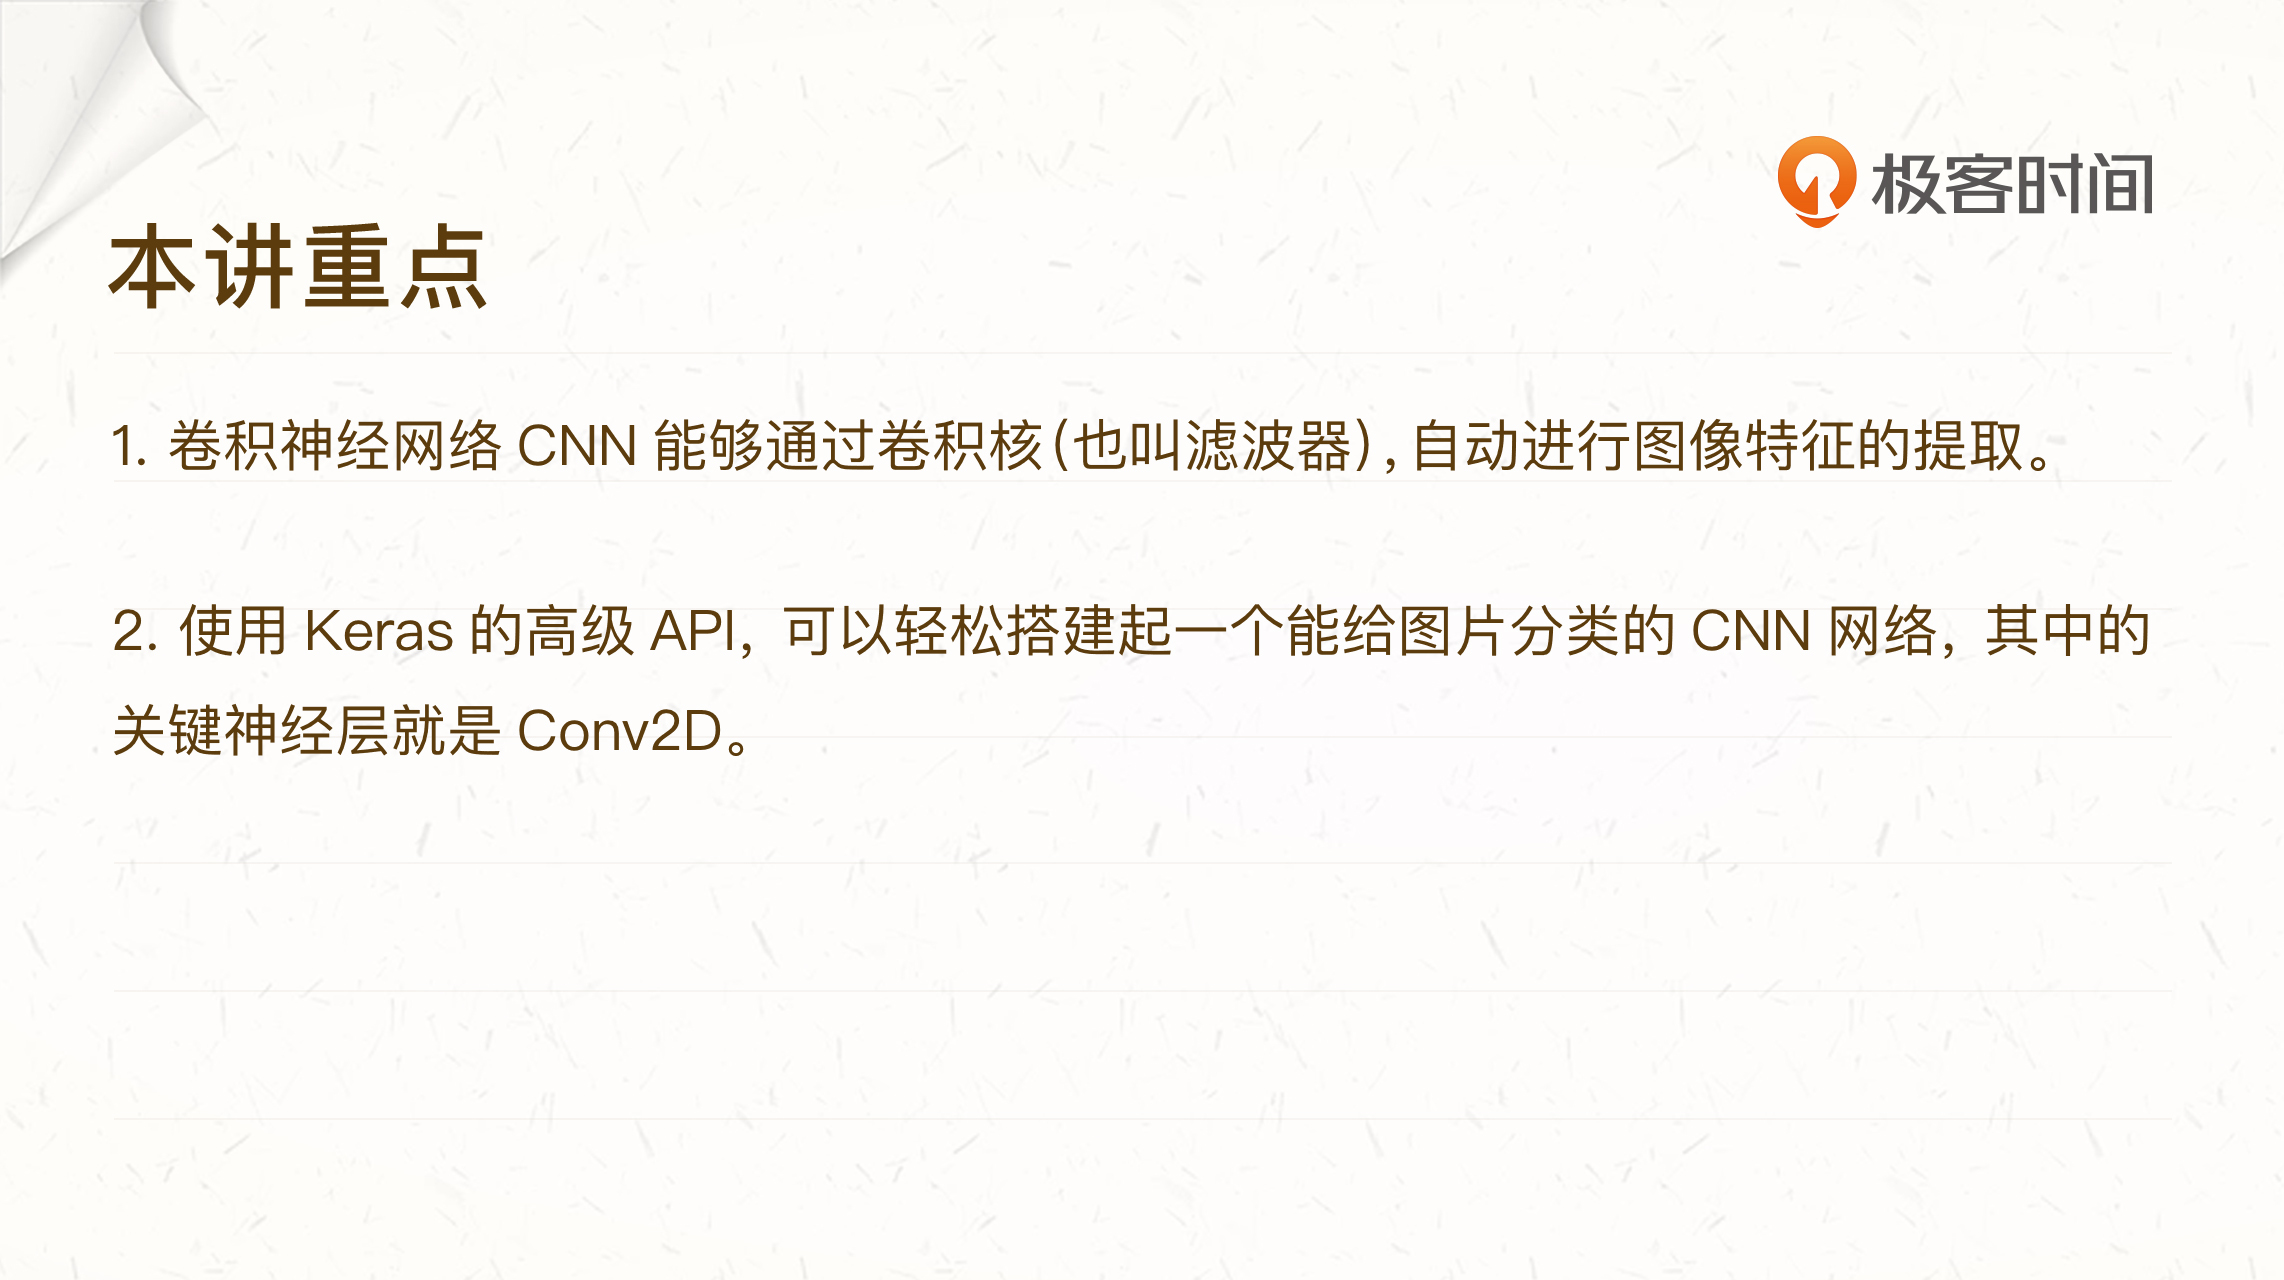 极客时间
本讲重点
1. 卷积神经网络 CNN 能够通过卷积核（也叫滤波器），自动进行图像特征的提取。
2. 使用 Keras 的高级 API，可以轻松搭建起一个能给图片分类的 CNN 网络，其中的
关键神经层就是 Conv2D。